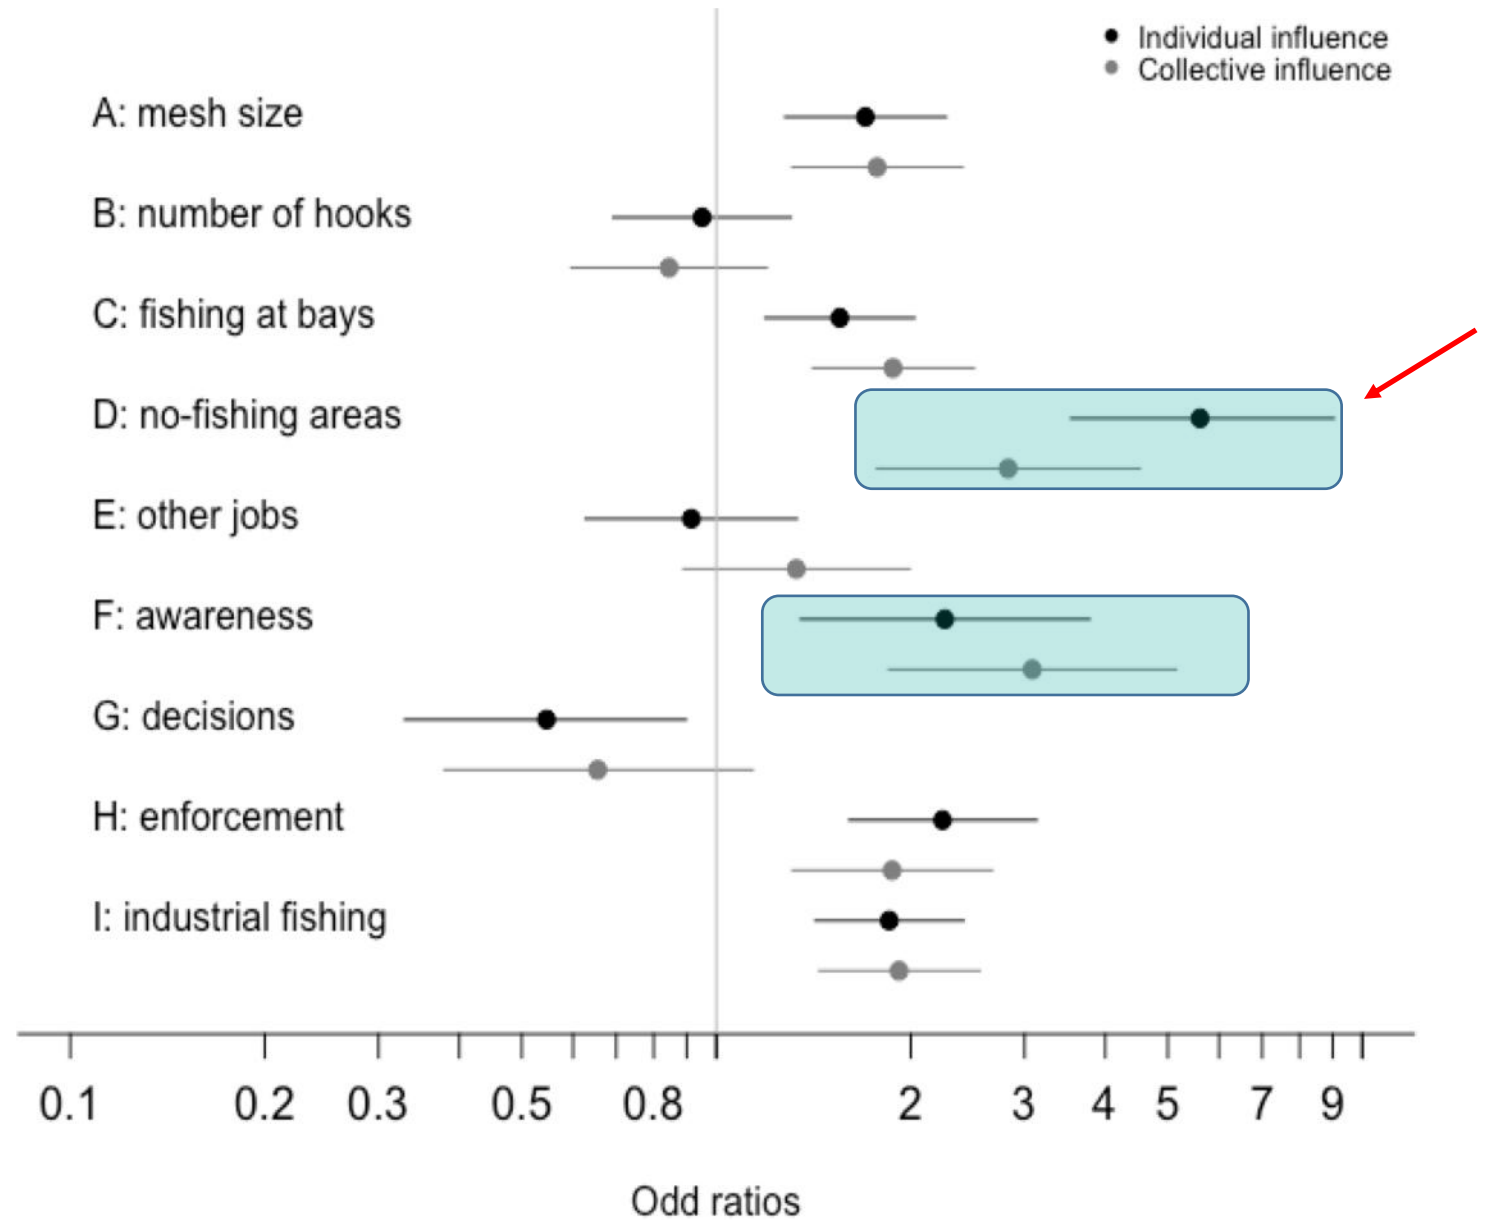 Individual influence
Collective influence
A: mesh size
B: number of hooks
C: fishing at bays
D: no-fishing areas
E: other jobs
F: awareness
G: decisions
H: enforcement
I: industrial fishing
0.1 0.2 0.3 0.5 0.8 2 3 4 5 7 9
Odd ratios